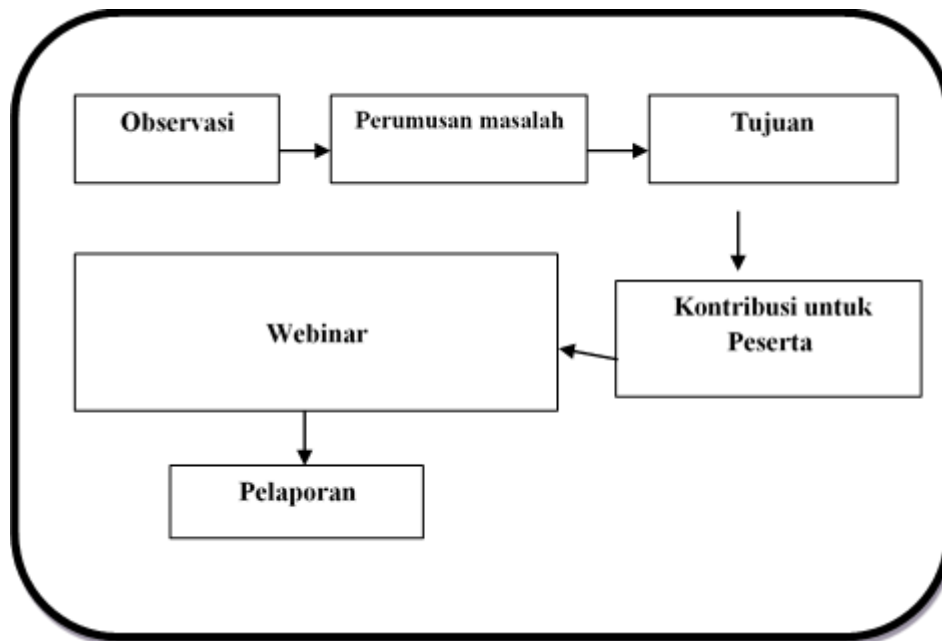 Observasi
Perumusan masalah
Tujuan
Kontribusi untuk
Peserta
Webinar
Pelaporan